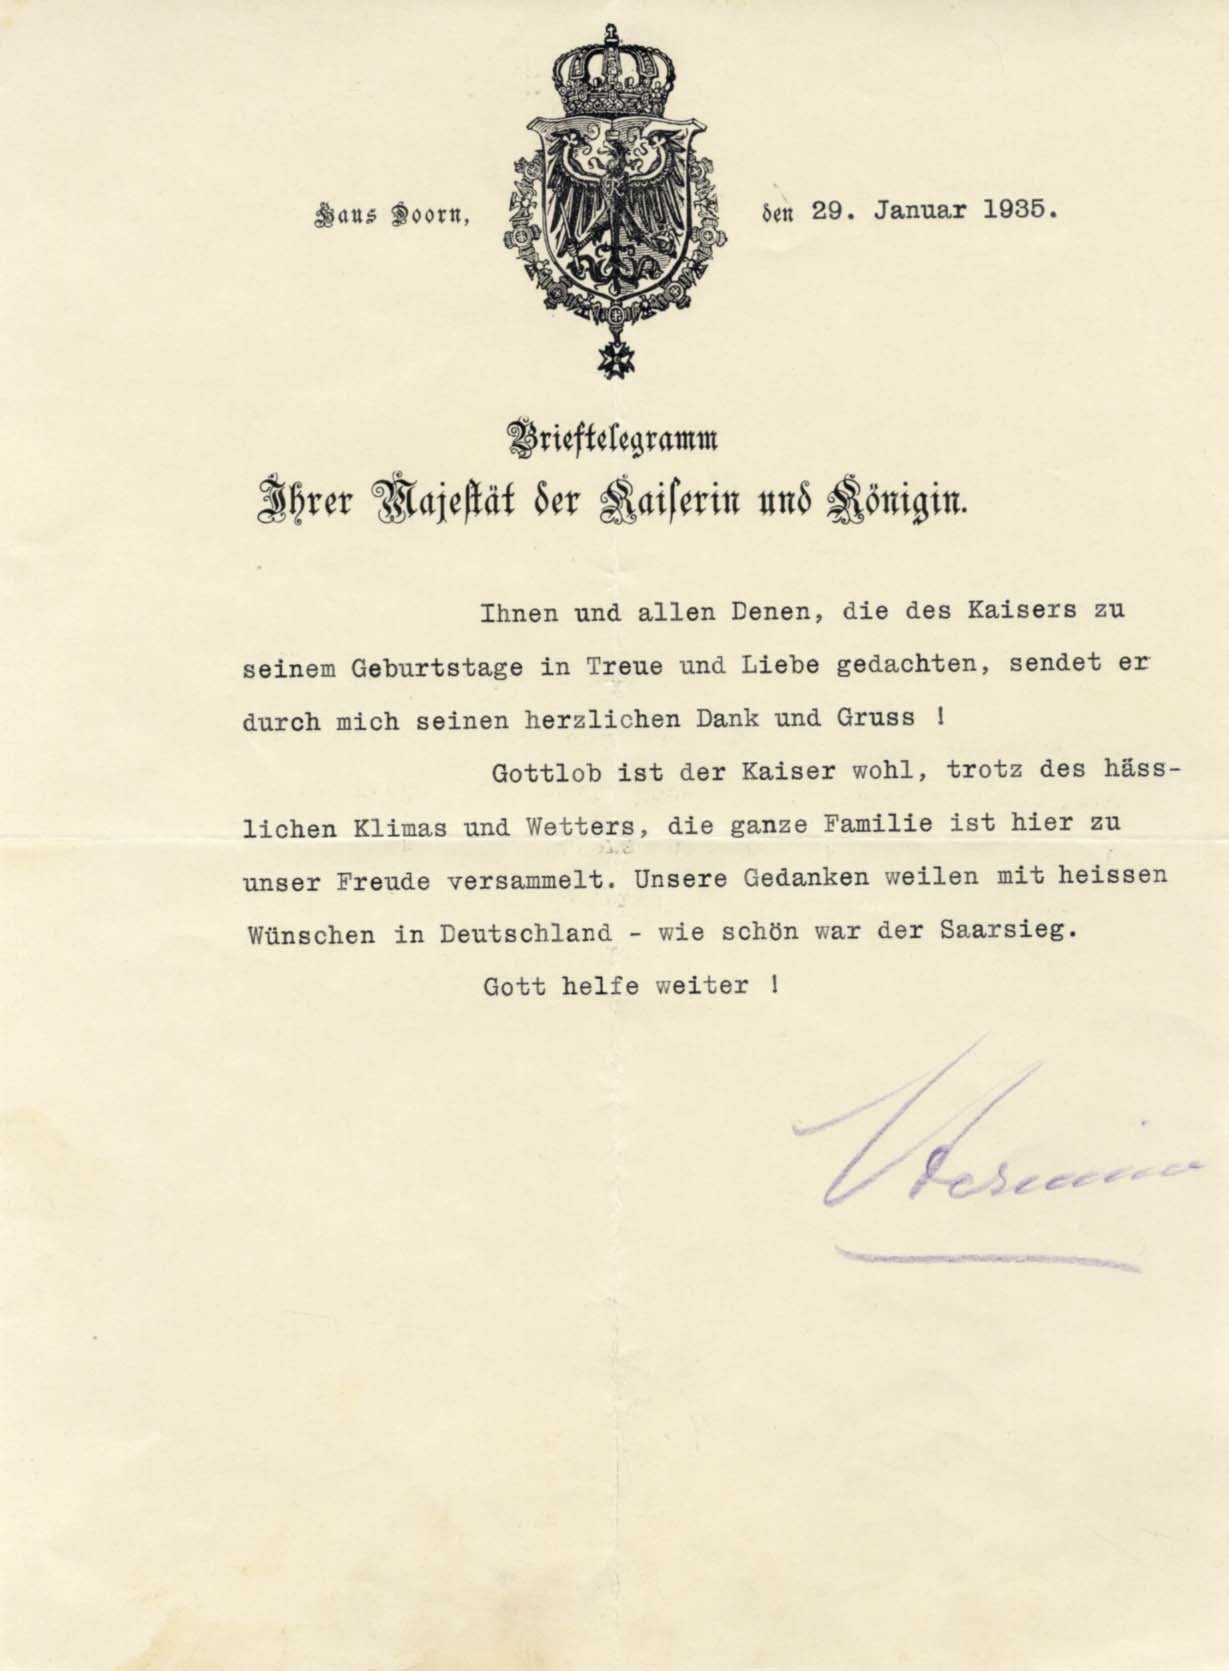 Haus Doorn, den 29. Januar 1935.
Brieftelegramm
Ihrer Majestät der Kaiserin und Königin.
Ihnen und allen Denen, die des Kaisers zu
seinem Geburtstage in Treue und Liebe gedachten, sendet er
durch mich seinen herzlichen Dank und Gruss !
Gottlob ist der Kaiser wohl, trotz des häss-
lichen Klimas und Wetters, die ganze Familie ist hier zu
unser Freude versammelt. Unsere Gedanken weilen mit heissen
Wünschen in Deutschland - wie schön war der Saarsieg.
Gott helfe weiter !
Hermine